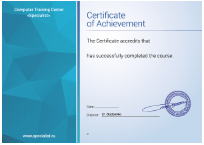 Computer Training Center
«Specialist»
Certificate
of Achievement
The Certificate accredits that
has successfully completed the course
Date
Director
www.specialist.ru